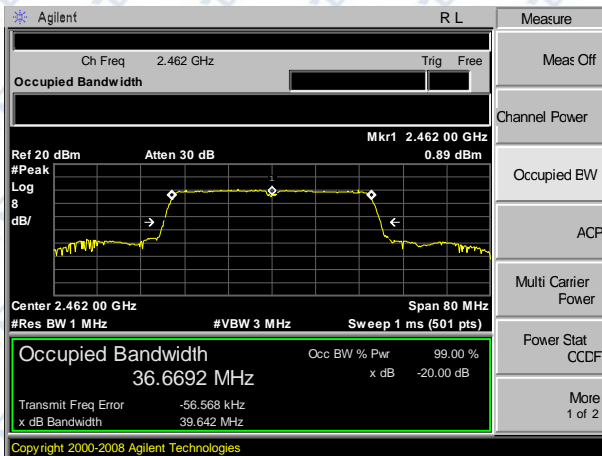 Agilent R L Measure
Ch Freq 2.462 GHz Trig Free
Occupied Bandwidth
Meas Off
Channel Power
Mkr1 2.462 00 GHz
Ref 20 dBm Atten 30 dB 0.89 dBm
#Peak
Log
8
dB/
1
Occupied BW
ACP
Multi Carrier
Power
Center 2.462 00 GHz Span 80 MHz
#Res BW 1 MHz #VBW 3 MHz Sweep 1 ms (501 pts)
Power Stat
CCDF
Occupied Bandwidth Occ BW % Pwr 99.00 %
36.6692 MHz x dB -20.00 dB
Transmit Freq Error -56.568 kHz
x dB Bandwidth 39.642 MHz
More
1 of 2
Copyright 2000-2008 Agilent Technologies